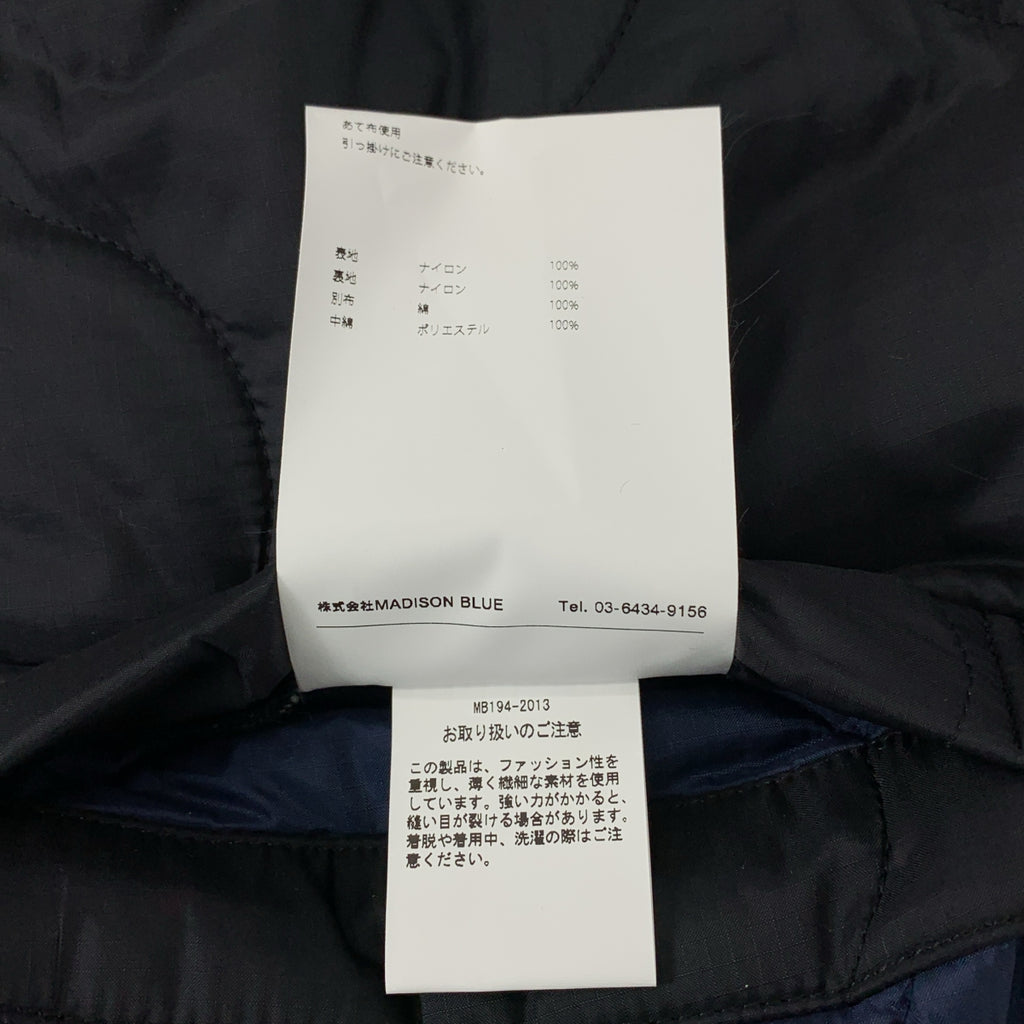 あて布使用
引っ掛けにご注意ください。
表地 ナイロン 100%
裏地 ナイロン 100%
別布 綿 100%
中綿 ポリエステル 100%
株式会社MADISON BLUE Tel. 03-6434-9156
MB194-2013
お取り扱いのご注意
この製品は、ファッション性を
重視し、薄く繊細な素材を使用
しています。強い力がかかると、
縫い目が裂ける場合があります。
着脱や着用中、洗濯の際はご注
意ください。